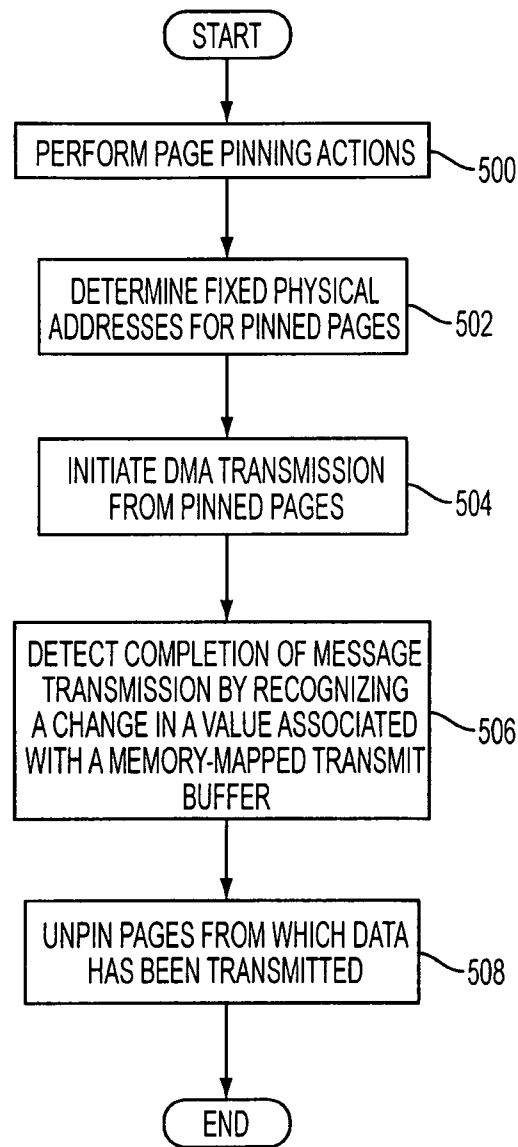 START
PERFORM PAGE PINNING ACTIONS
500
DETERMINE FIXED PHYSICAL
ADDRESSES FOR PINNED PAGES
502
INITIATE DMA TRANSMISSION
FROM PINNED PAGES
504
DETECT COMPLETION OF MESSAGE
TRANSMISSION BY RECOGNIZING
A CHANGE IN A VALUE ASSOCIATED
WITH A MEMORY-MAPPED TRANSMIT
BUFFER
506
UNPIN PAGES FROM WHICH DATA
HAS BEEN TRANSMITTED
508
END